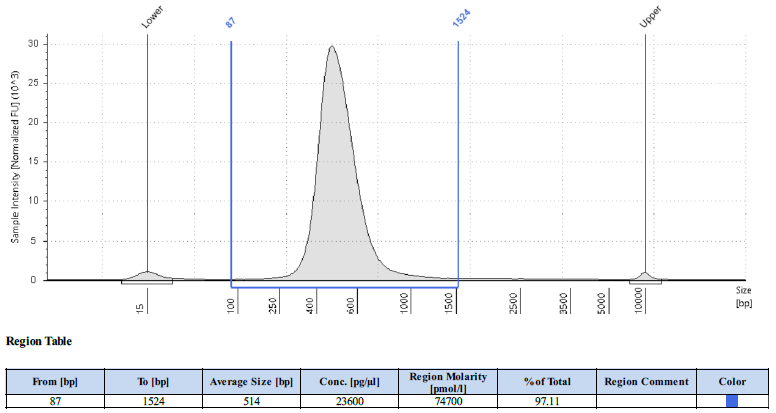 Lower
87
1524
Upper
Sample Intensity [Normalized FU] (10^3)
30
25
20
15
10
5
0
15
100
250
400
600
1000
1500
2500
3500
5000
10000
Size
[bp]
Region Table
From [bp] To [bp] Average Size [bp] Conc. [pg/µl] Region Molarity [pmol/l] % of Total Region Comment Color
87 1524 514 23600 74700 97.11